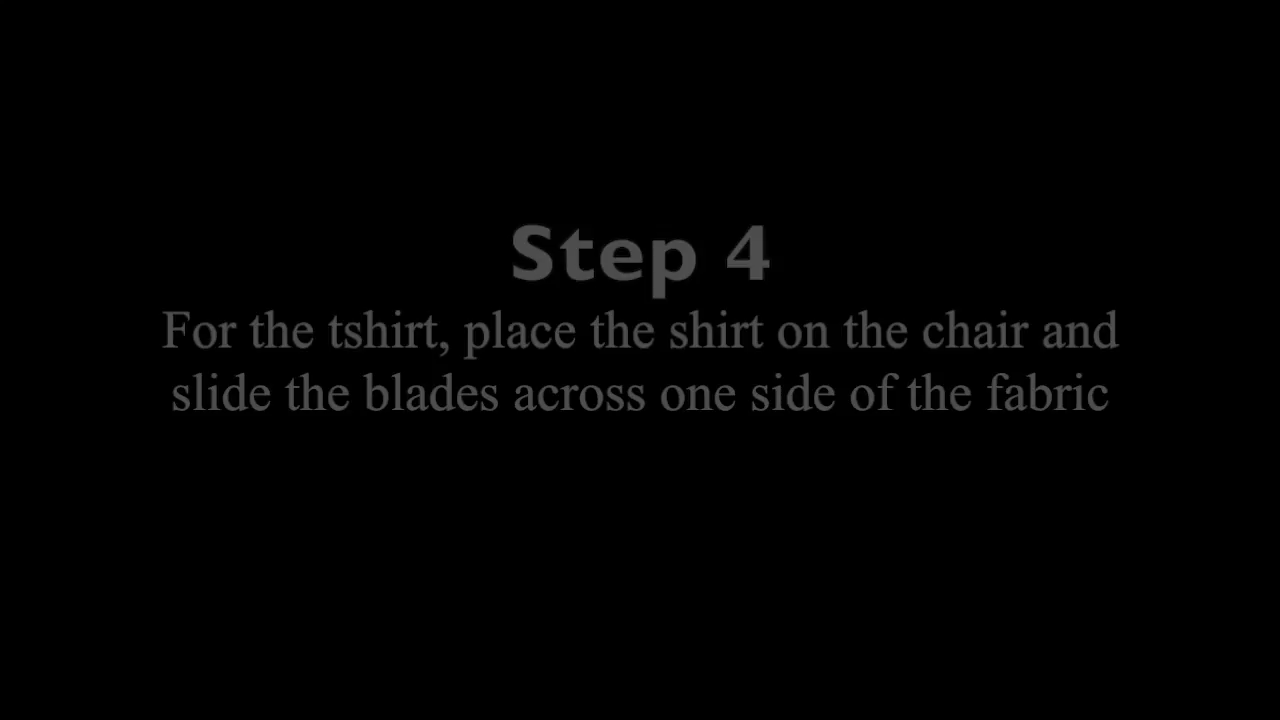 Step 4
For the tshirt, place the shirt on the chair and
slide the blades across one side of the fabric